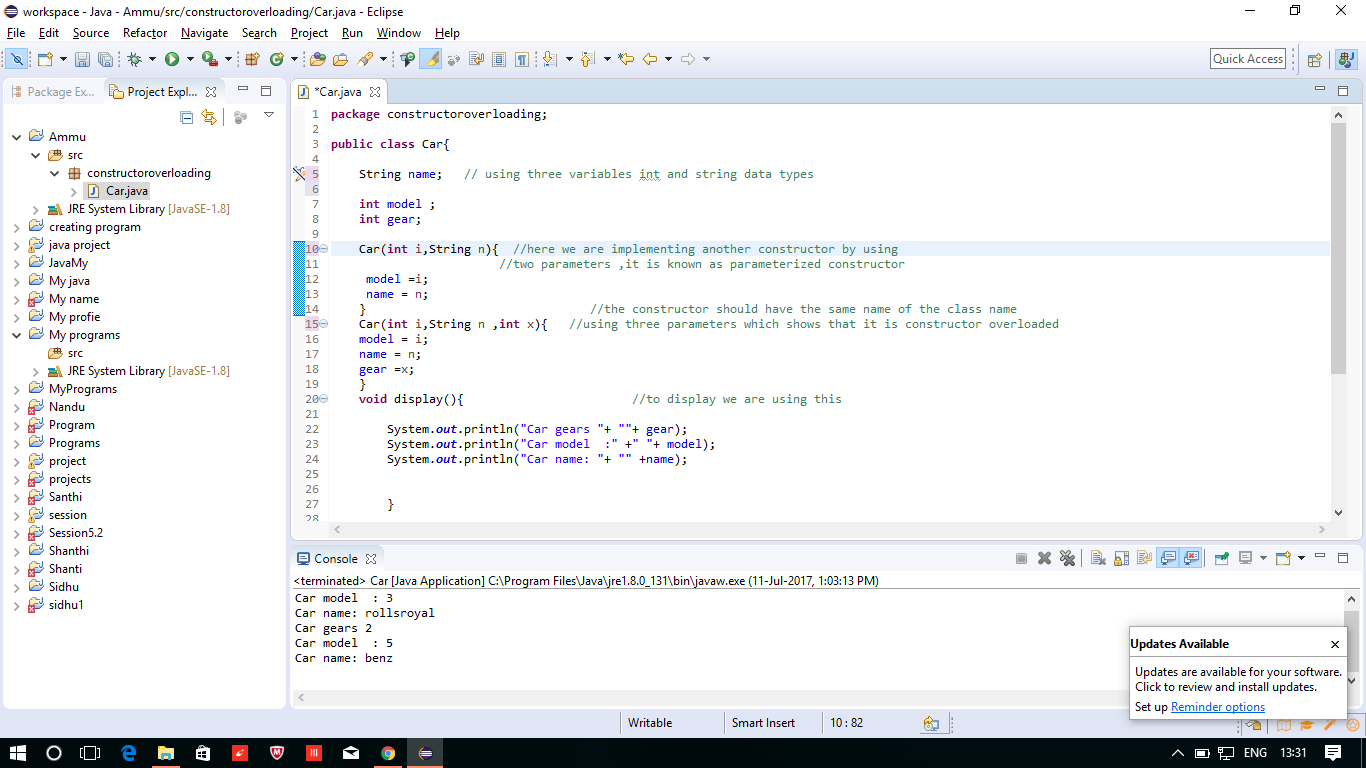 workspace - Java - Ammu/src/constructoroverloading/Car.java - Eclipse
File Edit Source Refactor Navigate Search Project Run Window Help
Quick Access
Package Ex... Project Expl...
Ammu
src
constructoroverloading
Car.java
JRE System Library [JavaSE-1.8]
creating program
java project
JavaMy
My java
My name
My profie
My programs
src
JRE System Library [JavaSE-1.8]
MyPrograms
Nandu
Program
Programs
project
projects
Santhi
session
Session5.2
Shanthi
Shanti
Sidhu
sidhu1
*Car.java
1 package constructoroverloading;
2
3 public class Car{
4
5 String name; // using three variables int and string data types
6
7 int model ;
8 int gear;
9
10 Car(int i,String n){ //here we are implementing another constructor by using
11 //two parameters ,it is known as parameterized constructor
12 model =i;
13 name = n;
14 } //the constructor should have the same name of the class name
15 Car(int i,String n ,int x){ //using three parameters which shows that it is constructor overloaded
16 model = i;
17 name = n;
18 gear =x;
19 }
20 void display(){ //to display we are using this
21
22 System.out.println("Car gears "+ ""+ gear);
23 System.out.println("Car model  :" +" "+ model);
24 System.out.println("Car name: "+ "" +name);
25
26
27 }
28
Console
<terminated> Car [Java Application] C:\Program Files\Java\jre1.8.0_131\bin\javaw.exe (11-Jul-2017, 1:03:13 PM)
Car model  : 3
Car name: rollsroyal
Car gears 2
Car model  : 5
Car name: benz
Updates Available
Updates are available for your software.
Click to review and install updates.
Set up Reminder options
Writable Smart Insert 10 : 82
ENG 13:31